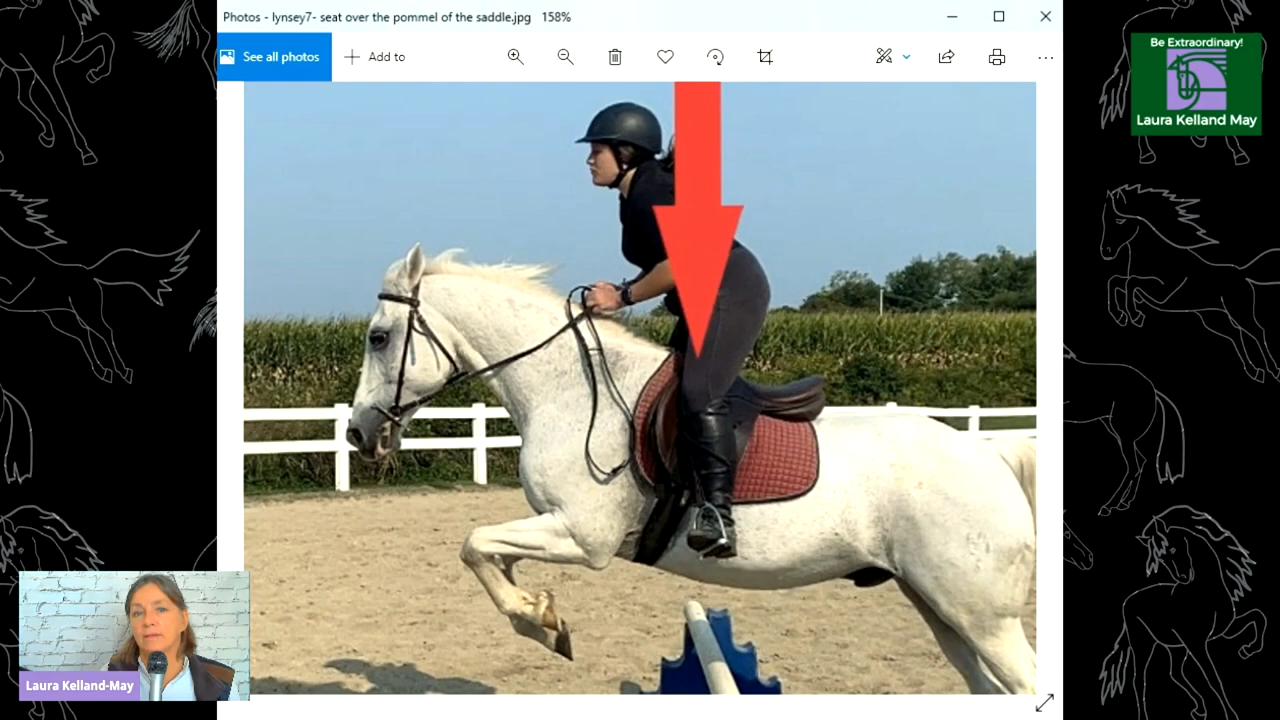 Photos - lynsey7- seat over the pommel of the saddle.jpg 158%
See all photos
Add to
Be Extraordinary!
Laura Kelland May
Laura Kelland-May